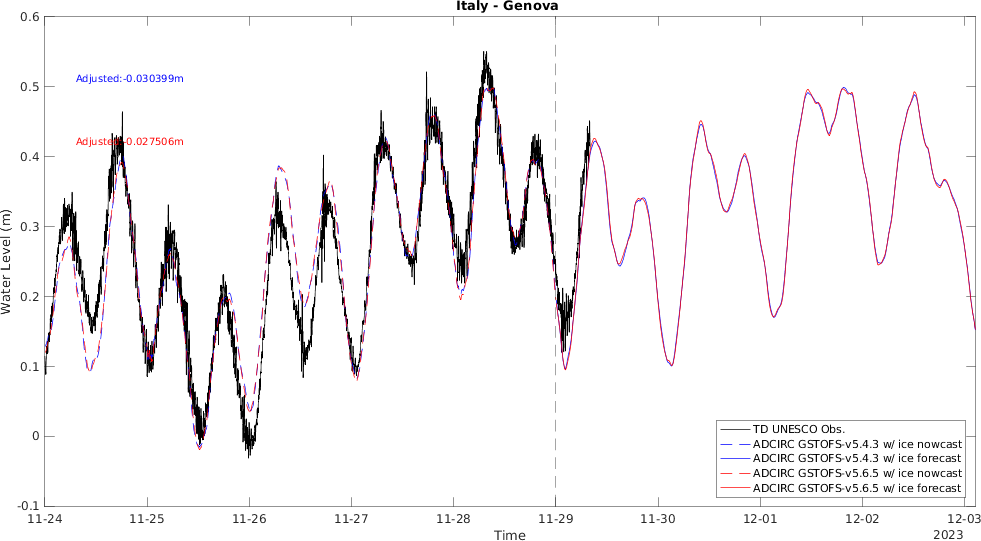 Italy - Genova
0.6
0.5
0.4
0.3
0.2
0.1
0
-0.1
Water Level (m)
Adjusted:-0.030399m
Adjusted:-0.027506m
TD UNESCO Obs.
ADCIRC GSTOFS-v5.4.3 w/ ice nowcast
ADCIRC GSTOFS-v5.4.3 w/ ice forecast
ADCIRC GSTOFS-v5.6.5 w/ ice nowcast
ADCIRC GSTOFS-v5.6.5 w/ ice forecast
11-24 11-25 11-26 11-27 11-28 11-29 11-30 12-01 12-02 12-03
Time
2023